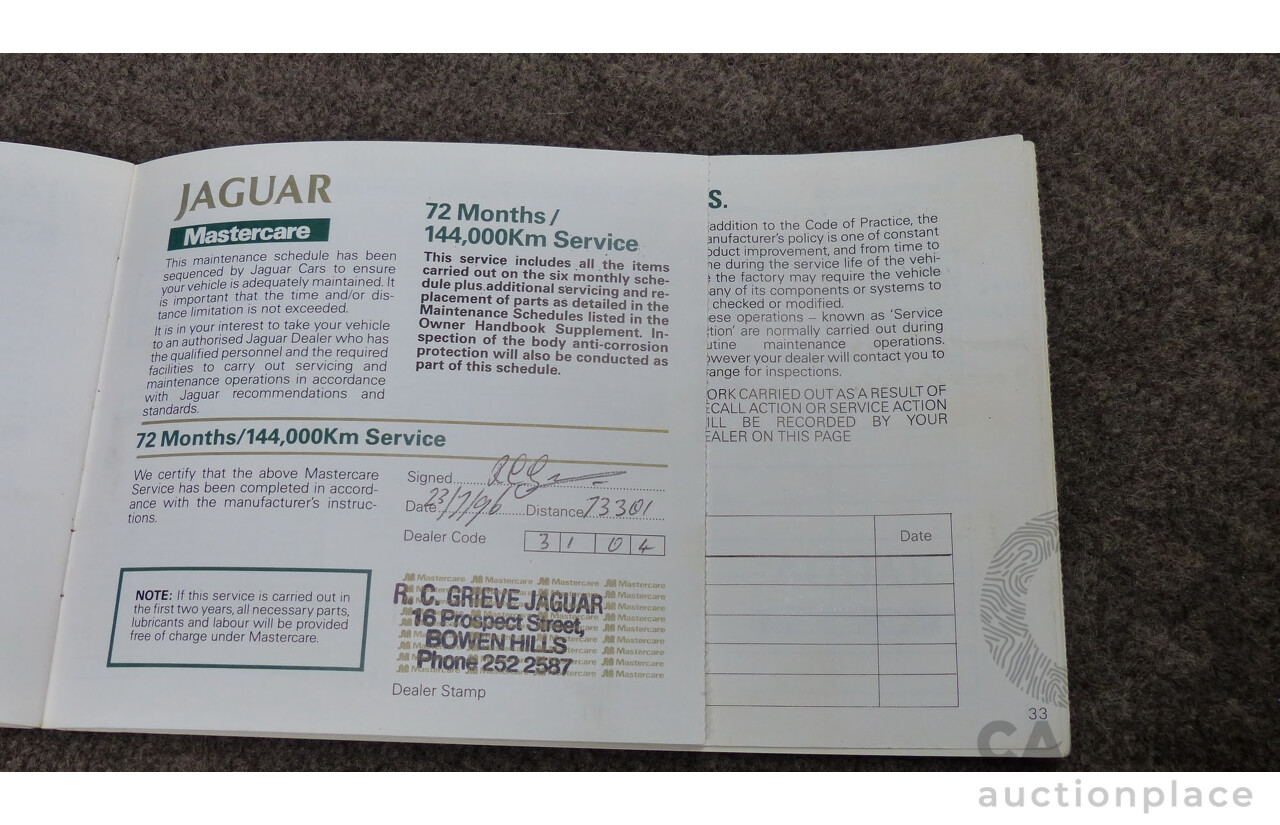 JAGUAR
Mastercare
This maintenance schedule has been
sequenced by Jaguar Cars to ensure
your vehicle is adequately maintained. It
is important that the time and/or dis-
tance limitation is not exceeded.
It is in your interest to take your vehicle
to an authorised Jaguar Dealer who has
the qualified personnel and the required
facilities to carry out servicing and
maintenance operations in accordance
with Jaguar recommendations and
standards.
72 Months /
144,000Km Service
This service includes all the items
carried out on the six monthly sche-
dule plus additional servicing and re-
placement of parts as detailed in the
Maintenance Schedules listed in the
Owner Handbook Supplement. In-
spection of the body anti-corrosion
protection will also be conducted as
part of this schedule.
72 Months/144,000Km Service
We certify that the above Mastercare
Service has been completed in accord-
ance with the manufacturer's instruc-
tions.
NOTE: If this service is carried out in
the first two years, all necessary parts,
lubricants and labour will be provided
free of charge under Mastercare.
Signed
Date 23/7/96 Distance 73301
Dealer Code 3 1 0 4
Mastercare Mastercare Mastercare Mastercare
R. C. GRIEVE JAGUAR
16 Prospect Street,
BOWEN HILLS
Phone 252 2587
Dealer Stamp
S.
addition to the Code of Practice, the
anufacturer's policy is one of constant
oduct improvement, and from time to
ne during the service life of the vehi-
the factory may require the vehicle
any of its components or systems to
checked or modified.
ese operations – known as 'Service
ction' are normally carried out during
utine maintenance operations.
owever your dealer will contact you to
range for inspections.
ORK CARRIED OUT AS A RESULT OF
ECALL ACTION OR SERVICE ACTION
ILL BE RECORDED BY YOUR
EALER ON THIS PAGE
Date
33
auctionplace